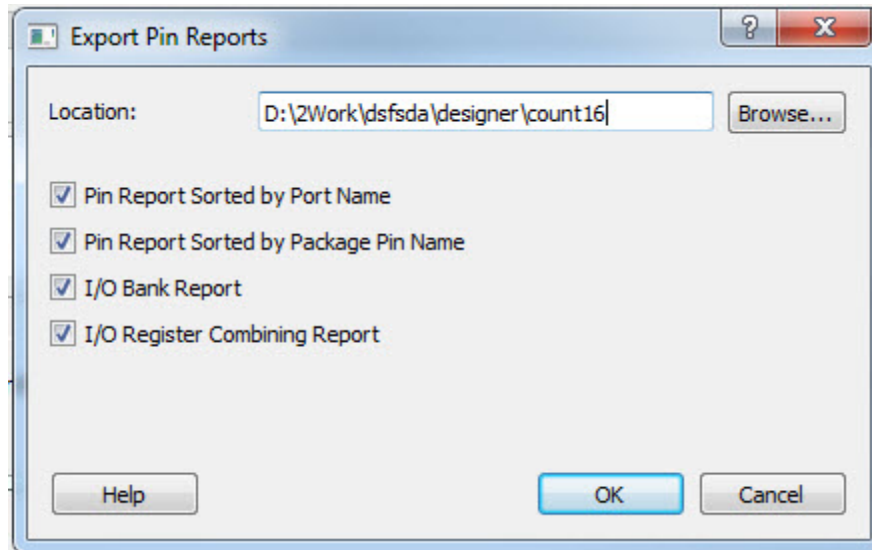 Export Pin Reports
Location:
D:\2Work\dsfsda\designer\count16
Browse...
Pin Report Sorted by Port Name
Pin Report Sorted by Package Pin Name
I/O Bank Report
I/O Register Combining Report
Help
OK
Cancel